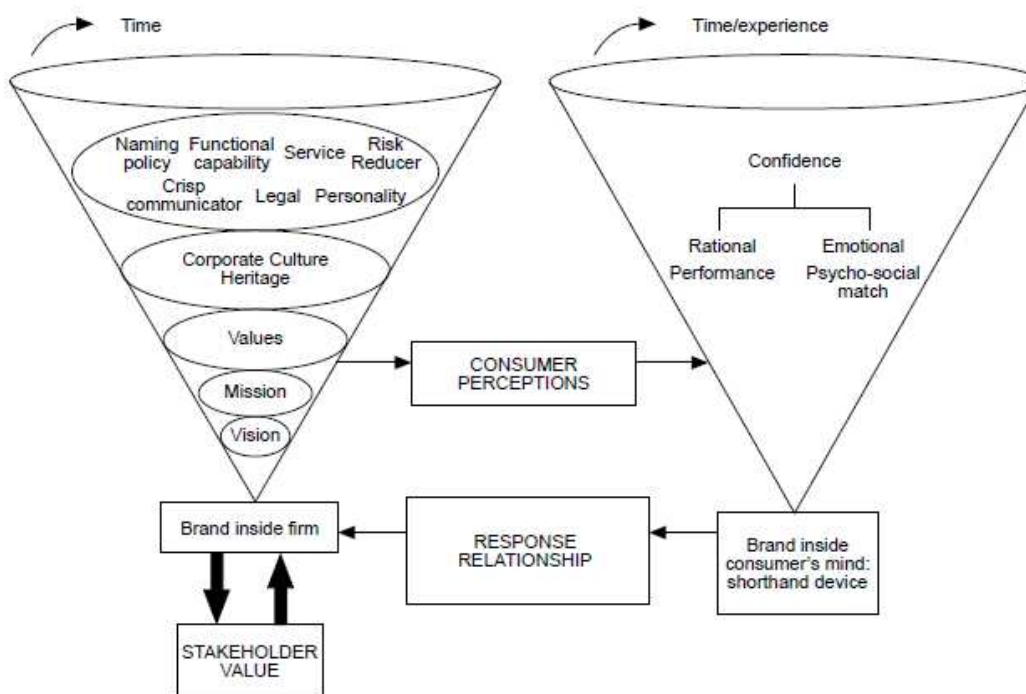 Time
Time/experience
Naming policy
Functional capability
Service
Risk Reducer
Crisp communicator
Legal
Personality
Corporate Culture
Heritage
Values
Mission
Vision
Confidence
Rational
Performance
Emotional
Psycho-social
match
CONSUMER
PERCEPTIONS
Brand inside firm
RESPONSE
RELATIONSHIP
Brand inside
consumer's mind:
shorthand device
STAKEHOLDER
VALUE